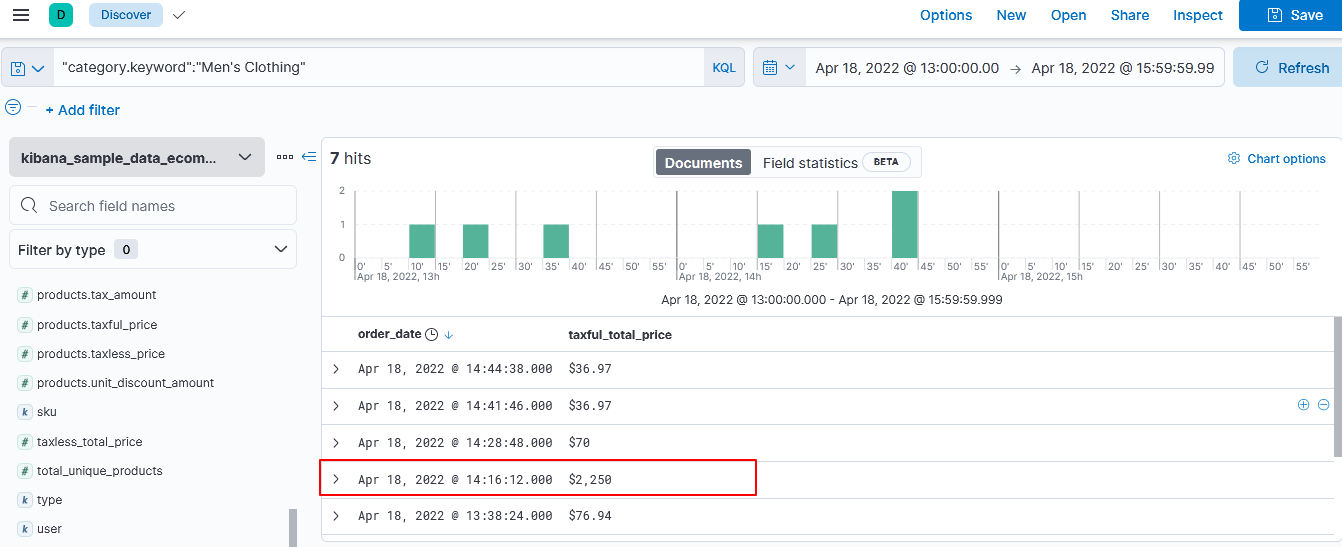 D Discover Options New Open Share Inspect Save
"category.keyword":"Men's Clothing" KQL Apr 18, 2022 @ 13:00:00.00 → Apr 18, 2022 @ 15:59:59.99 Refresh
+ Add filter
kibana_sample_data_ecom...
Search field names
Filter by type 0
# products.tax_amount
# products.taxful_price
# products.taxless_price
# products.unit_discount_amount
k sku
# taxless_total_price
# total_unique_products
k type
k user
7 hits Documents Field statistics BETA Chart options
2
1
0
0' 5' 10' 15' 20' 25' 30' 35' 40' 45' 50' 55' 0' 5' 10' 15' 20' 25' 30' 35' 40' 45' 50' 55' 0' 5' 10' 15' 20' 25' 30' 35' 40' 45' 50' 55'
Apr 18, 2022, 13h Apr 18, 2022, 14h Apr 18, 2022, 15h
Apr 18, 2022 @ 13:00:00.000 - Apr 18, 2022 @ 15:59:59.999
order_date ↓ taxful_total_price
Apr 18, 2022 @ 14:44:38.000 $36.97
Apr 18, 2022 @ 14:41:46.000 $36.97
Apr 18, 2022 @ 14:28:48.000 $70
Apr 18, 2022 @ 14:16:12.000 $2,250
Apr 18, 2022 @ 13:38:24.000 $76.94